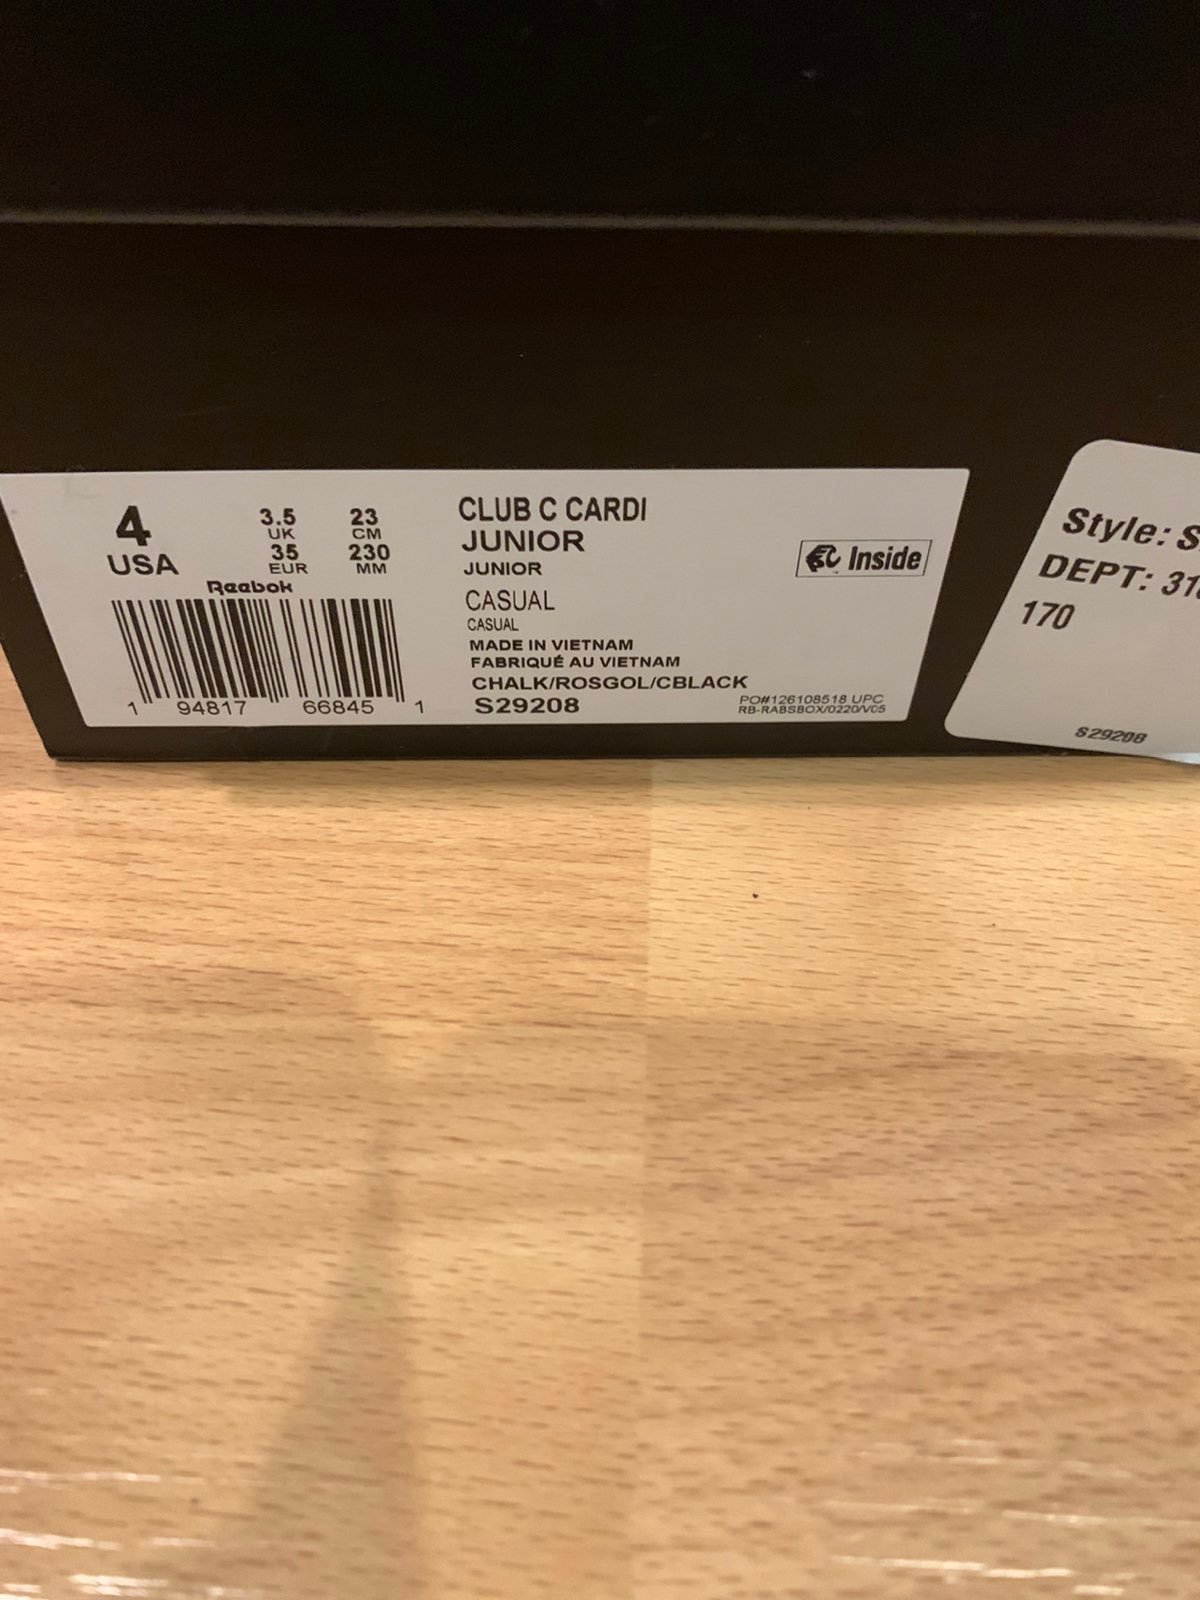 4
USA
3.5
UK
35
EUR
23
CM
230
MM
Reebok
1 94817 66845 1
CLUB C CARDI
JUNIOR
JUNIOR
CASUAL
CASUAL
MADE IN VIETNAM
FABRIQUÉ AU VIETNAM
CHALK/ROSGOL/CBLACK
S29208
Inside
PO#126108518 UPC
RB-RABSBOX/0220/V05
Style:
DEPT:
170
S29208